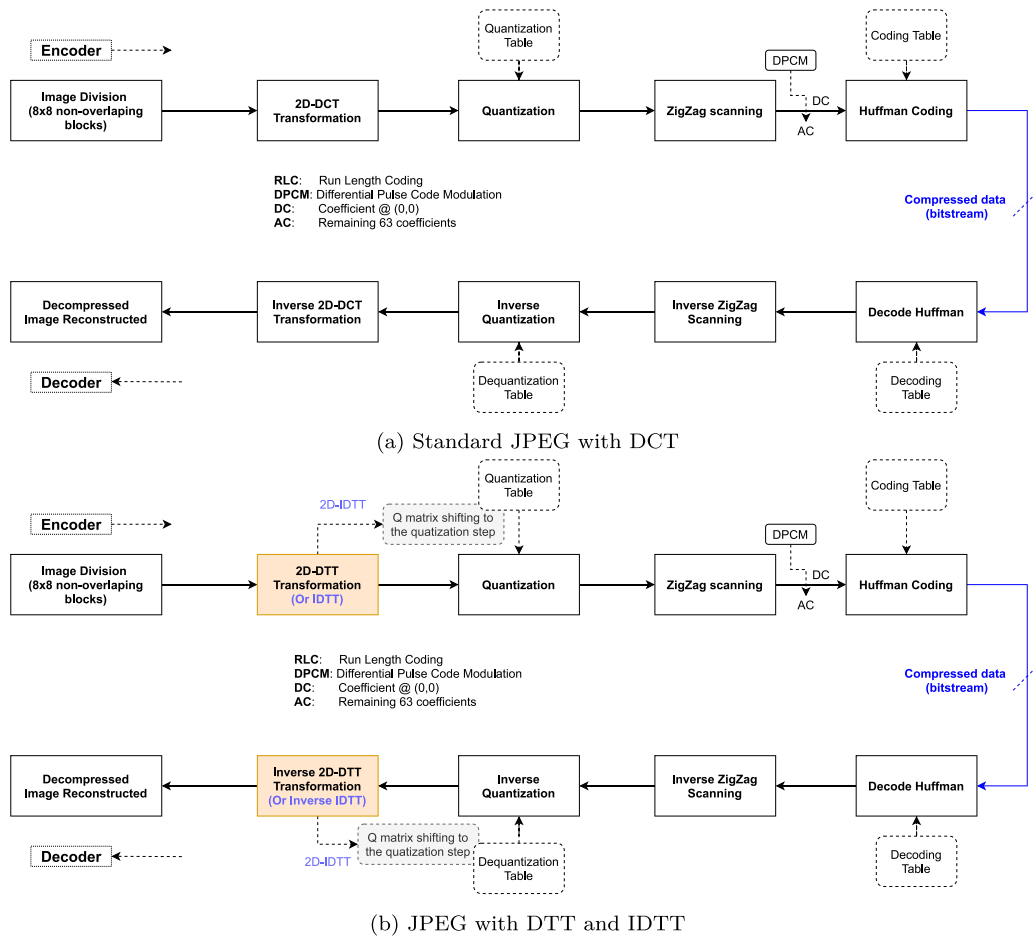 Encoder
Quantization
Table
Coding Table
DPCM
Image Division
(8x8 non-overlaping
blocks)
2D-DCT
Transformation
Quantization
ZigZag scanning
DC
AC
Huffman Coding
RLC: Run Length Coding
DPCM: Differential Pulse Code Modulation
DC: Coefficient @ (0,0)
AC: Remaining 63 coefficients
Compressed data
(bitstream)
Decompressed
Image Reconstructed
Inverse 2D-DCT
Transformation
Inverse
Quantization
Inverse ZigZag
Scanning
Decode Huffman
Decoder
Dequantization
Table
Decoding
Table
(a) Standard JPEG with DCT
Encoder
2D-IDTT
Q matrix shifting to
the quatization step
Quantization
Table
Coding Table
DPCM
Image Division
(8x8 non-overlaping
blocks)
2D-DTT
Transformation
(Or IDTT)
Quantization
ZigZag scanning
DC
AC
Huffman Coding
RLC: Run Length Coding
DPCM: Differential Pulse Code Modulation
DC: Coefficient @ (0,0)
AC: Remaining 63 coefficients
Compressed data
(bitstream)
Decompressed
Image Reconstructed
Inverse 2D-DTT
Transformation
(Or Inverse IDTT)
Inverse
Quantization
Inverse ZigZag
Scanning
Decode Huffman
Decoder
2D-IDTT
Q matrix shifting to
the quatization step
Dequantization
Table
Decoding
Table
(b) JPEG with DTT and IDTT